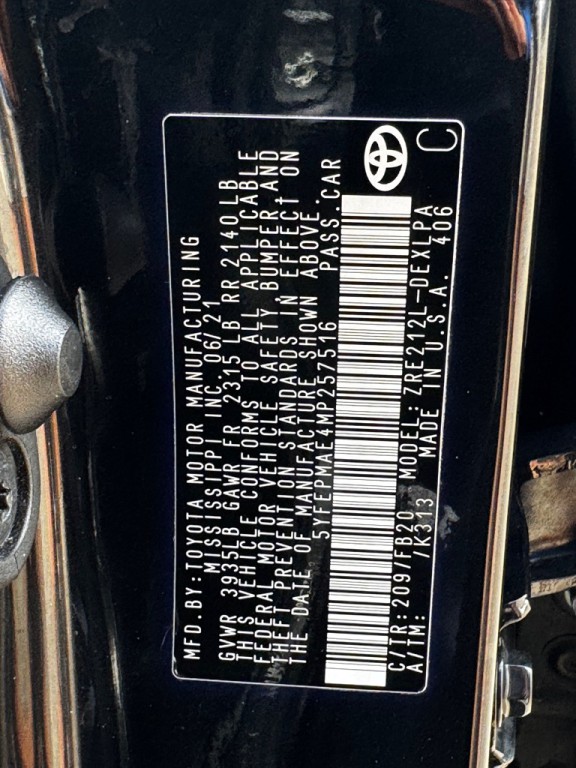 MFD.BY:TOYOTA MOTOR MANUFACTURING
MISSISSIPPI INC. 06/21
GVWR 3935LB GAWR FR 2315 LB RR 2140LB
THIS VEHICLE CONFORMS TO ALL APPLICABLE
FEDERAL MOTOR VEHICLE SAFETY, BUMPER, AND
THEFT PREVENTION STANDARDS IN EFFECT ON
THE DATE OF MANUFACTURE SHOWN ABOVE.
5YFEPMAE4MP257516 PASS.CAR
C/TR:209/FB20 MODEL:ZRE212L-DEXLPA
A/TM: /K313 MADE IN U.S.A. 406
C